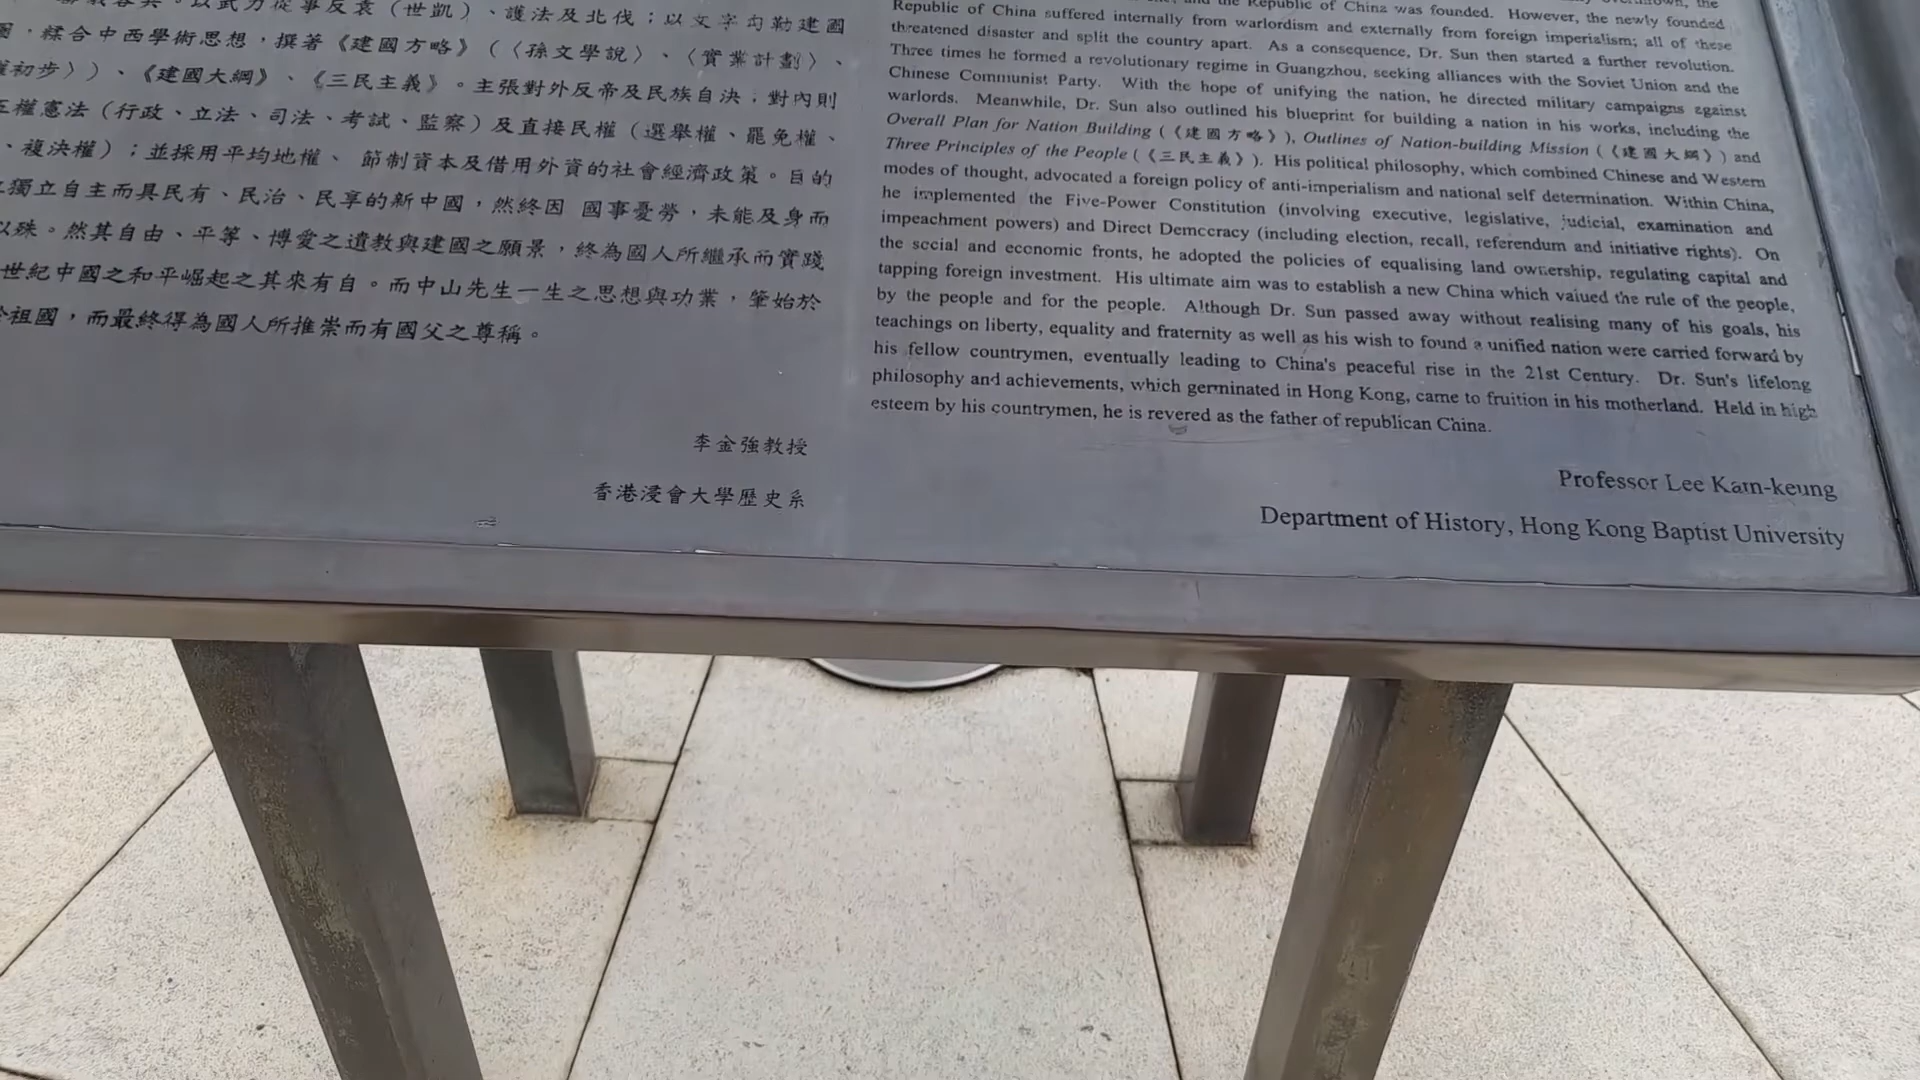 以武力從事反袁（世凱）、護法及北伐；以文字勾勒建國
，糅合中西學術思想，撰著《建國方略》（〈孫文學說〉、〈實業計劃〉、
初步〉）、《建國大綱》、《三民主義》。主張對外反帝及民族自決；對內則
五權憲法（行政、立法、司法、考試、監察）及直接民權（選舉權、罷免權、
、複決權）；並採用平均地權、 節制資本及借用外資的社會經濟政策。目的
獨立自主而具民有、民治、民享的新中國，然終因 國事憂勞，未能及身而
以殊。然其自由、平等、博愛之遺教與建國之願景，終為國人所繼承而實踐
世紀中國之和平崛起之其來有自。而中山先生一生之思想與功業，肇始於
祖國，而最終得為國人所推崇而有國父之尊稱。
李金強教授
香港浸會大學歷史系
and the Republic of China was founded. However, the newly founded
Republic of China suffered internally from warlordism and externally from foreign imperialism; all of these
threatened disaster and split the country apart. As a consequence, Dr. Sun then started a further revolution.
Three times he formed a revolutionary regime in Guangzhou, seeking alliances with the Soviet Union and the
Chinese Communist Party. With the hope of unifying the nation, he directed military campaigns against
warlords. Meanwhile, Dr. Sun also outlined his blueprint for building a nation in his works, including the
Overall Plan for Nation Building (《建國方略》), Outlines of Nation-building Mission (《建國大綱》) and
Three Principles of the People (《三民主義》). His political philosophy, which combined Chinese and Western
modes of thought, advocated a foreign policy of anti-imperialism and national self determination. Within China,
he implemented the Five-Power Constitution (involving executive, legislative, judicial, examination and
impeachment powers) and Direct Democracy (including election, recall, referendum and initiative rights). On
the social and economic fronts, he adopted the policies of equalising land ownership, regulating capital and
tapping foreign investment. His ultimate aim was to establish a new China which valued the rule of the people,
by the people and for the people. Although Dr. Sun passed away without realising many of his goals, his
teachings on liberty, equality and fraternity as well as his wish to found a unified nation were carried forward by
his fellow countrymen, eventually leading to China's peaceful rise in the 21st Century. Dr. Sun's lifelong
philosophy and achievements, which germinated in Hong Kong, came to fruition in his motherland. Held in high
esteem by his countrymen, he is revered as the father of republican China.
Professor Lee Kam-keung
Department of History, Hong Kong Baptist University